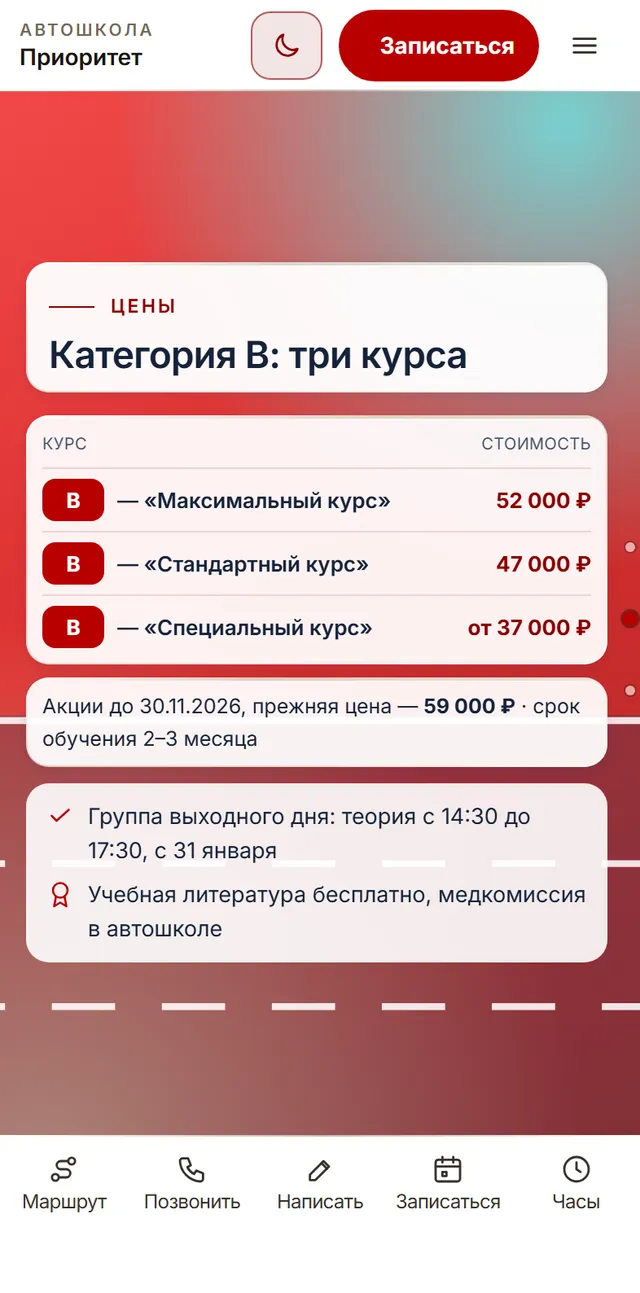 АВТОШКОЛА
Приоритет
Записаться
ЦЕНЫ
Категория В: три курса
КУРС СТОИМОСТЬ
В — «Максимальный курс» 52 000 ₽
В — «Стандартный курс» 47 000 ₽
В — «Специальный курс» от 37 000 ₽
Акции до 30.11.2026, прежняя цена — 59 000 ₽ · срок
обучения 2–3 месяца
Группа выходного дня: теория с 14:30 до
17:30, с 31 января
Учебная литература бесплатно, медкомиссия
в автошколе
Маршрут Позвонить Написать Записаться Часы